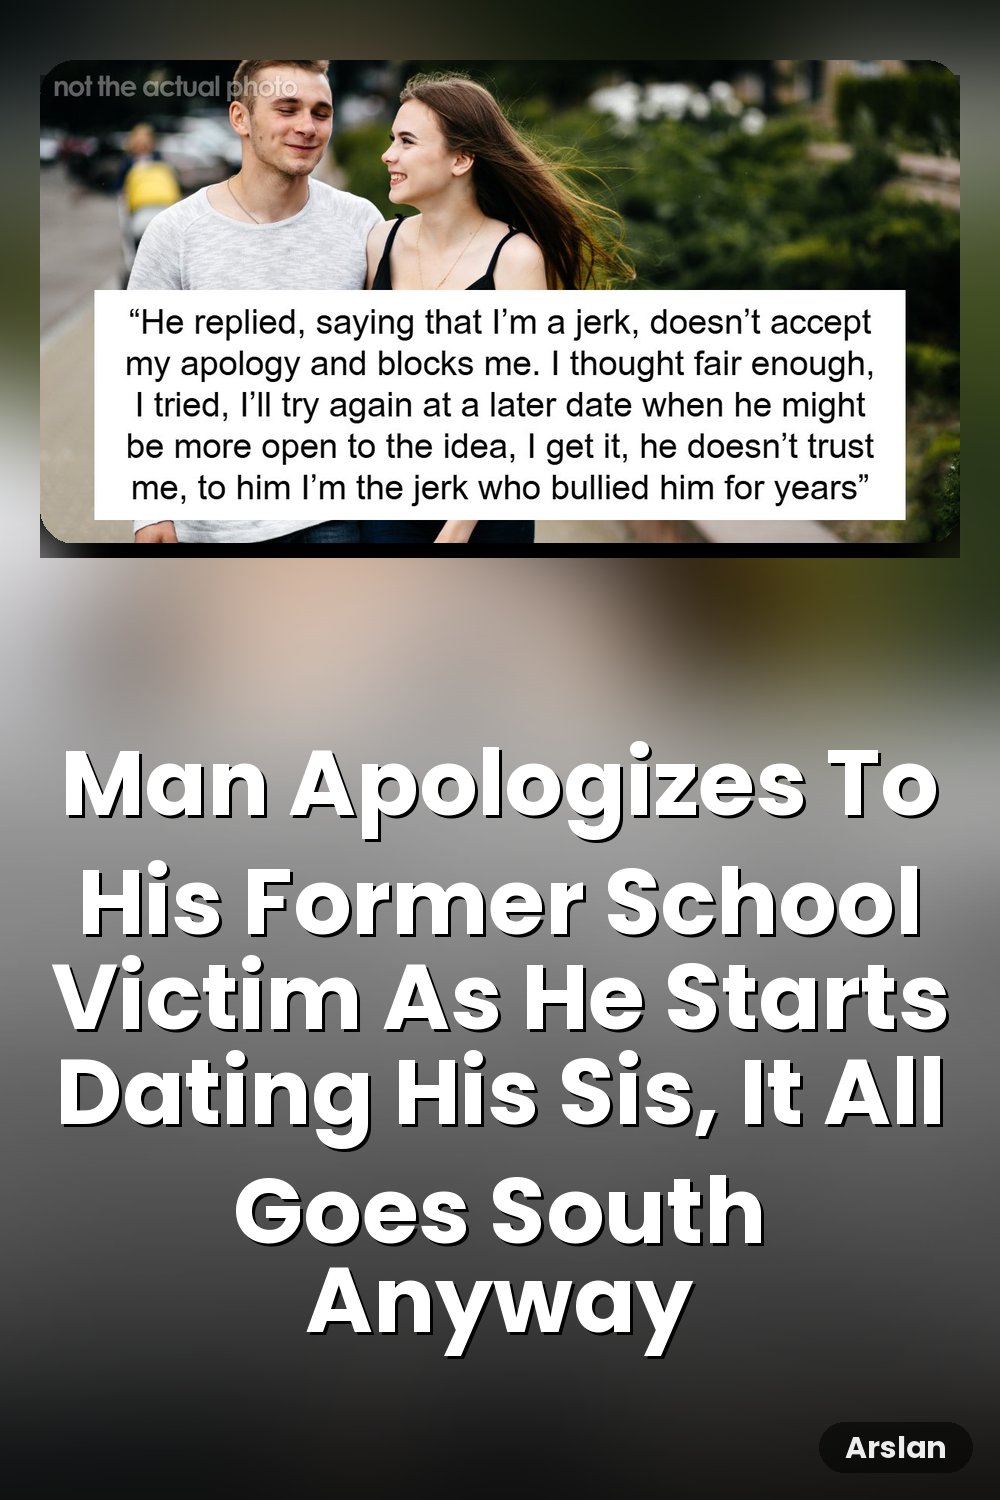 not the actual photo
“He replied, saying that I’m a jerk, doesn’t accept
my apology and blocks me. I thought fair enough,
I tried, I’ll try again at a later date when he might
be more open to the idea, I get it, he doesn’t trust
me, to him I’m the jerk who bullied him for years”
Man Apologizes To
His Former School
Victim As He Starts
Dating His Sis, It All
Goes South
Anyway
Arslan